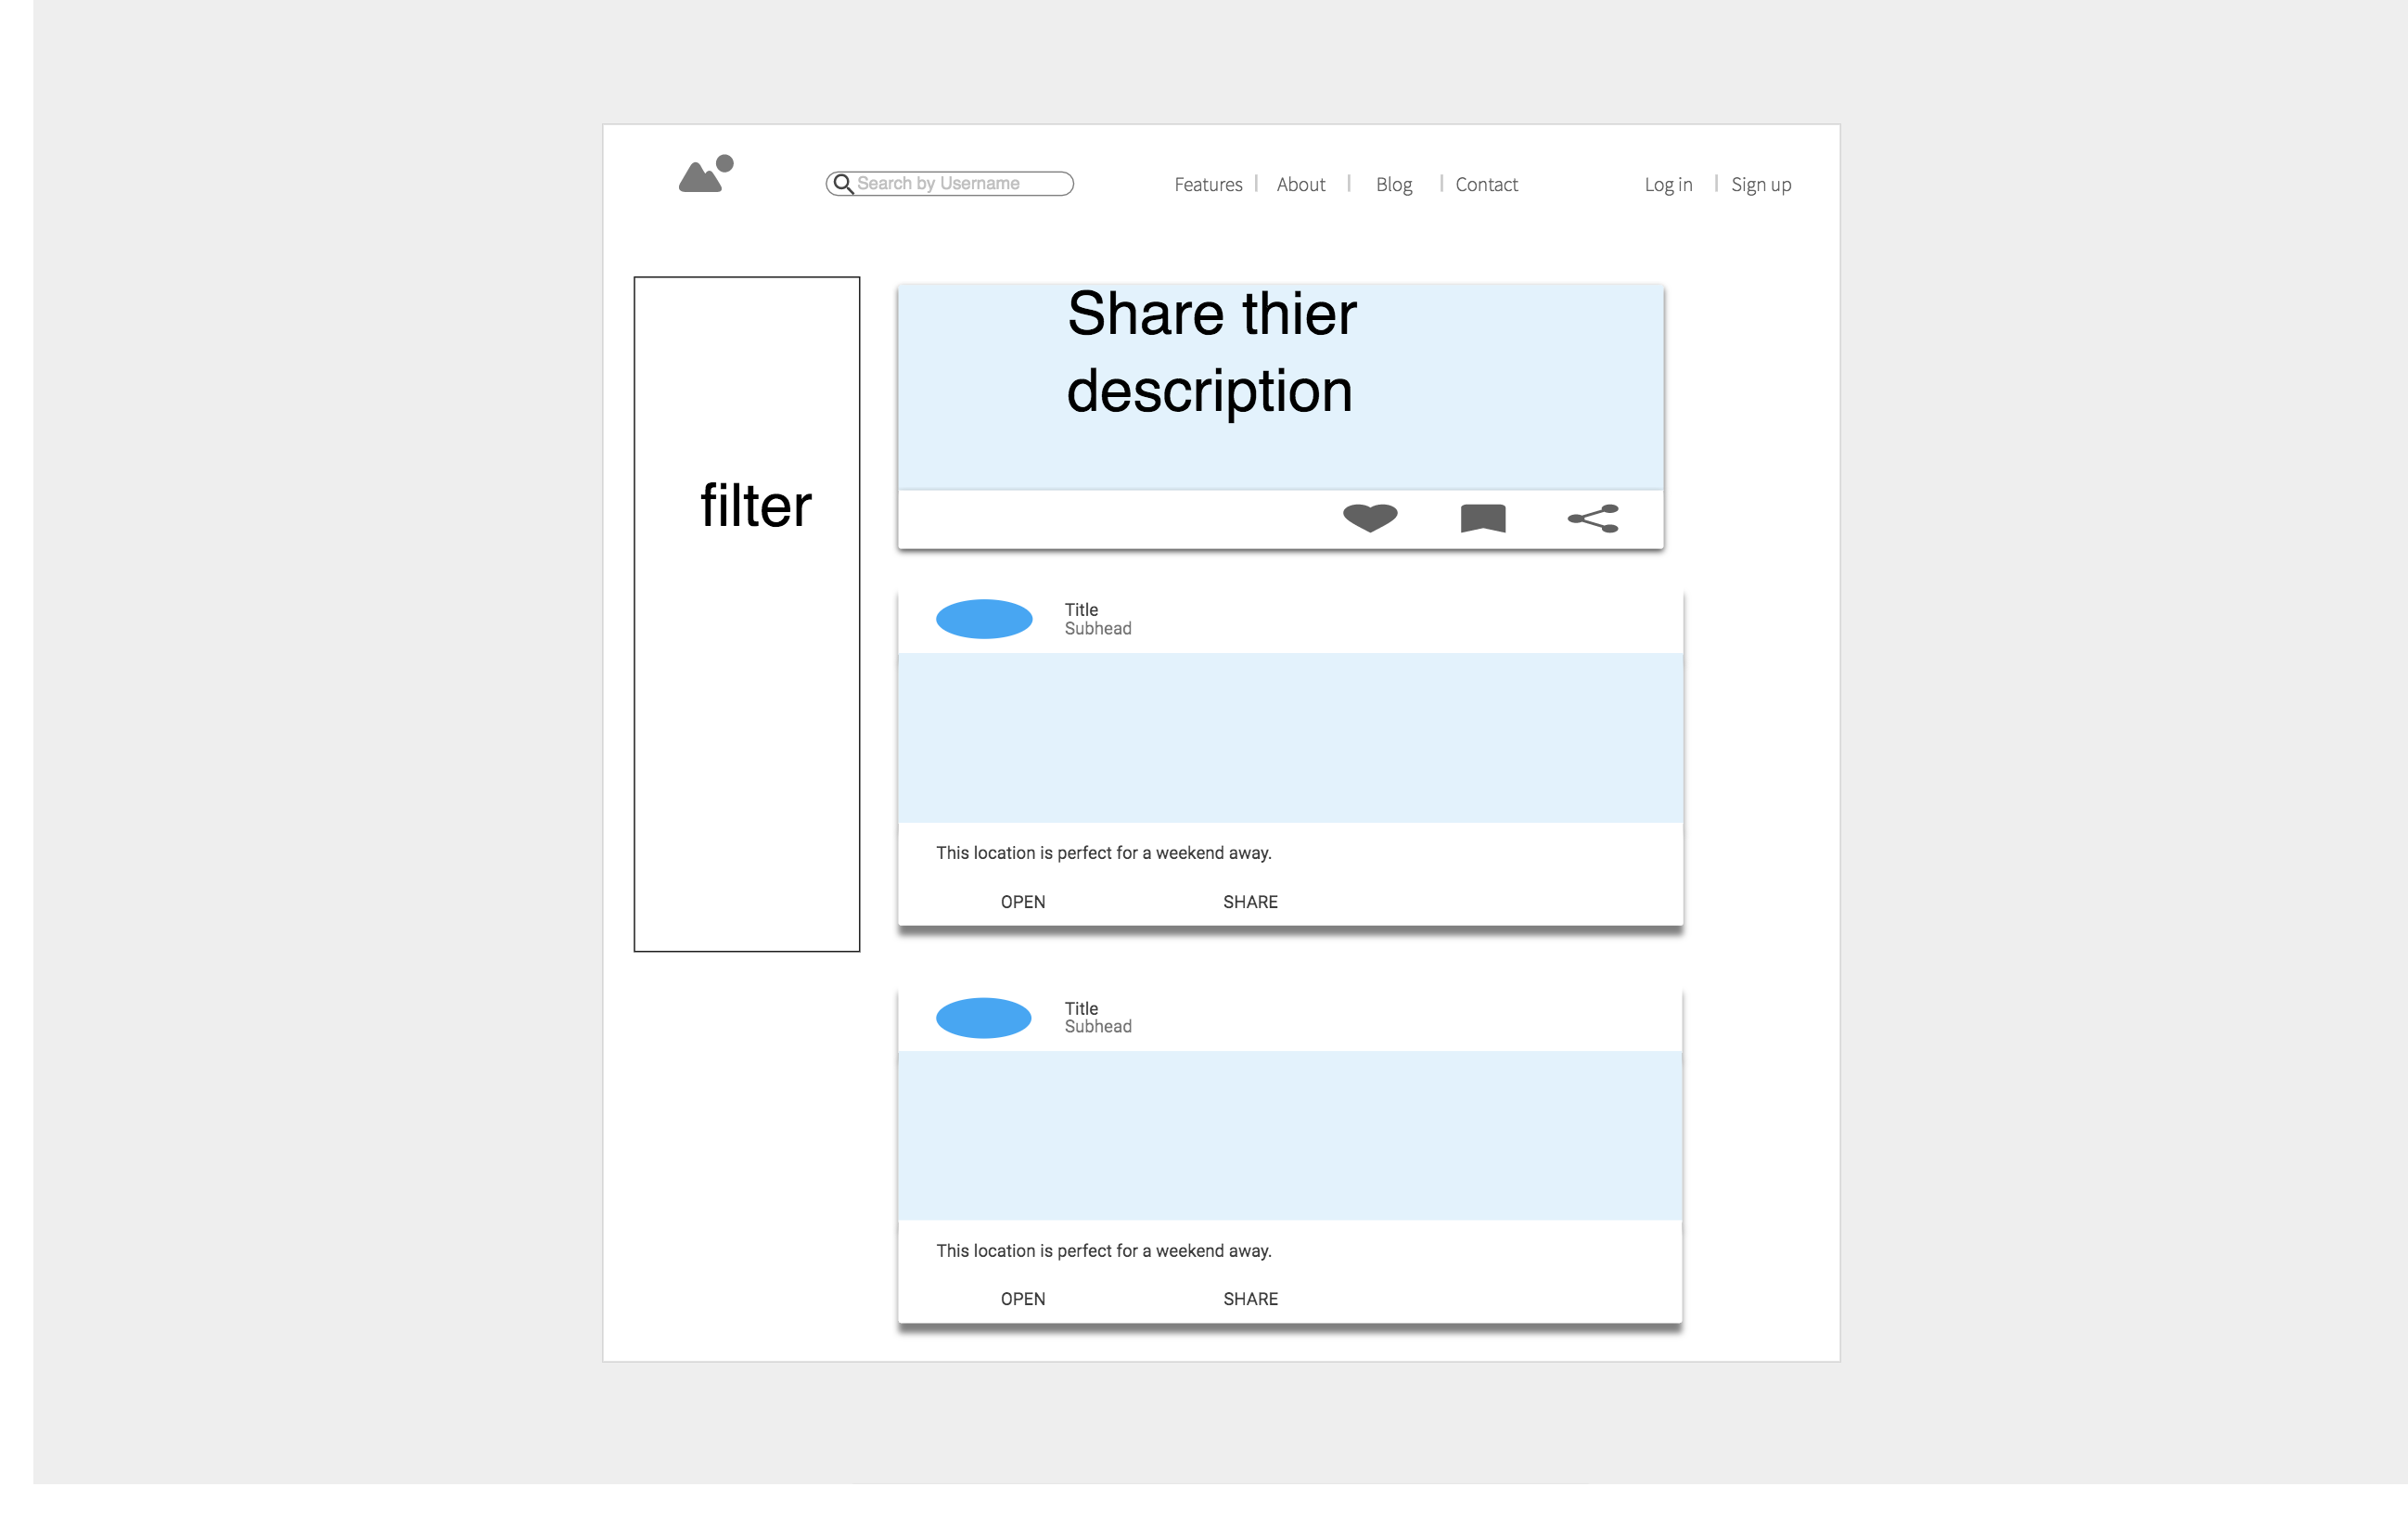 Search by Username
Features | About | Blog | Contact
Log in | Sign up
filter
Share thier
description
Title
Subhead
This location is perfect for a weekend away.
OPEN SHARE
Title
Subhead
This location is perfect for a weekend away.
OPEN SHARE